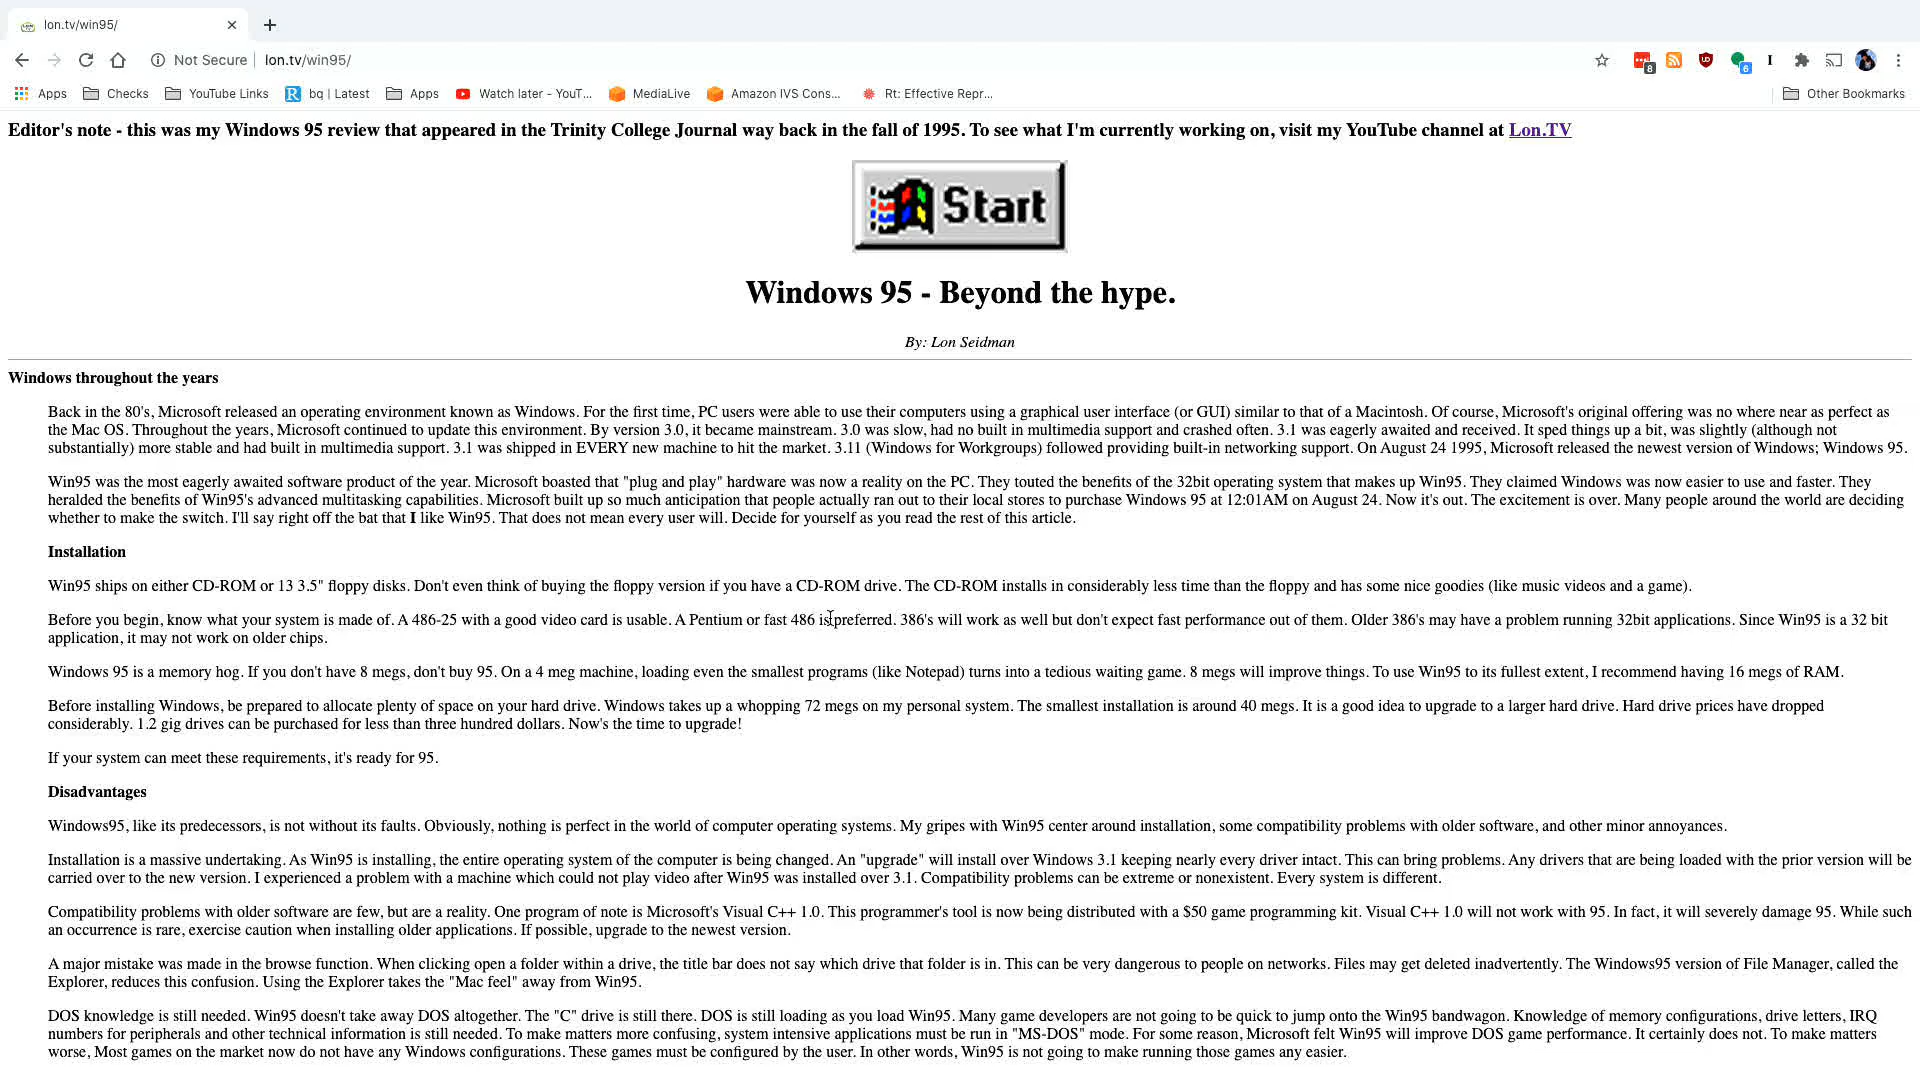 lon.tv/win95/
Not Secure lon.tv/win95/
8 6 I
Apps Checks YouTube Links R bq | Latest Apps Watch later - YouT... MediaLive Amazon IVS Cons... Rt: Effective Repr... Other Bookmarks
Editor's note - this was my Windows 95 review that appeared in the Trinity College Journal way back in the fall of 1995. To see what I'm currently working on, visit my YouTube channel at Lon.TV
Start
Windows 95 - Beyond the hype.
By: Lon Seidman
Windows throughout the years
Back in the 80's, Microsoft released an operating environment known as Windows. For the first time, PC users were able to use their computers using a graphical user interface (or GUI) similar to that of a Macintosh. Of course, Microsoft's original offering was no where near as perfect as
the Mac OS. Throughout the years, Microsoft continued to update this environment. By version 3.0, it became mainstream. 3.0 was slow, had no built in multimedia support and crashed often. 3.1 was eagerly awaited and received. It sped things up a bit, was slightly (although not
substantially) more stable and had built in multimedia support. 3.1 was shipped in EVERY new machine to hit the market. 3.11 (Windows for Workgroups) followed providing built-in networking support. On August 24 1995, Microsoft released the newest version of Windows; Windows 95.
Win95 was the most eagerly awaited software product of the year. Microsoft boasted that "plug and play" hardware was now a reality on the PC. They touted the benefits of the 32bit operating system that makes up Win95. They claimed Windows was now easier to use and faster. They
heralded the benefits of Win95's advanced multitasking capabilities. Microsoft built up so much anticipation that people actually ran out to their local stores to purchase Windows 95 at 12:01AM on August 24. Now it's out. The excitement is over. Many people around the world are deciding
whether to make the switch. I'll say right off the bat that I like Win95. That does not mean every user will. Decide for yourself as you read the rest of this article.
Installation
Win95 ships on either CD-ROM or 13 3.5" floppy disks. Don't even think of buying the floppy version if you have a CD-ROM drive. The CD-ROM installs in considerably less time than the floppy and has some nice goodies (like music videos and a game).
Before you begin, know what your system is made of. A 486-25 with a good video card is usable. A Pentium or fast 486 is preferred. 386's will work as well but don't expect fast performance out of them. Older 386's may have a problem running 32bit applications. Since Win95 is a 32 bit
application, it may not work on older chips.
Windows 95 is a memory hog. If you don't have 8 megs, don't buy 95. On a 4 meg machine, loading even the smallest programs (like Notepad) turns into a tedious waiting game. 8 megs will improve things. To use Win95 to its fullest extent, I recommend having 16 megs of RAM.
Before installing Windows, be prepared to allocate plenty of space on your hard drive. Windows takes up a whopping 72 megs on my personal system. The smallest installation is around 40 megs. It is a good idea to upgrade to a larger hard drive. Hard drive prices have dropped
considerably. 1.2 gig drives can be purchased for less than three hundred dollars. Now's the time to upgrade!
If your system can meet these requirements, it's ready for 95.
Disadvantages
Windows95, like its predecessors, is not without its faults. Obviously, nothing is perfect in the world of computer operating systems. My gripes with Win95 center around installation, some compatibility problems with older software, and other minor annoyances.
Installation is a massive undertaking. As Win95 is installing, the entire operating system of the computer is being changed. An "upgrade" will install over Windows 3.1 keeping nearly every driver intact. This can bring problems. Any drivers that are being loaded with the prior version will be
carried over to the new version. I experienced a problem with a machine which could not play video after Win95 was installed over 3.1. Compatibility problems can be extreme or nonexistent. Every system is different.
Compatibility problems with older software are few, but are a reality. One program of note is Microsoft's Visual C++ 1.0. This programmer's tool is now being distributed with a $50 game programming kit. Visual C++ 1.0 will not work with 95. In fact, it will severely damage 95. While such
an occurrence is rare, exercise caution when installing older applications. If possible, upgrade to the newest version.
A major mistake was made in the browse function. When clicking open a folder within a drive, the title bar does not say which drive that folder is in. This can be very dangerous to people on networks. Files may get deleted inadvertently. The Windows95 version of File Manager, called the
Explorer, reduces this confusion. Using the Explorer takes the "Mac feel" away from Win95.
DOS knowledge is still needed. Win95 doesn't take away DOS altogether. The "C" drive is still there. DOS is still loading as you load Win95. Many game developers are not going to be quick to jump onto the Win95 bandwagon. Knowledge of memory configurations, drive letters, IRQ
numbers for peripherals and other technical information is still needed. To make matters more confusing, system intensive applications must be run in "MS-DOS" mode. For some reason, Microsoft felt Win95 will improve DOS game performance. It certainly does not. To make matters
worse, Most games on the market now do not have any Windows configurations. These games must be configured by the user. In other words, Win95 is not going to make running those games any easier.